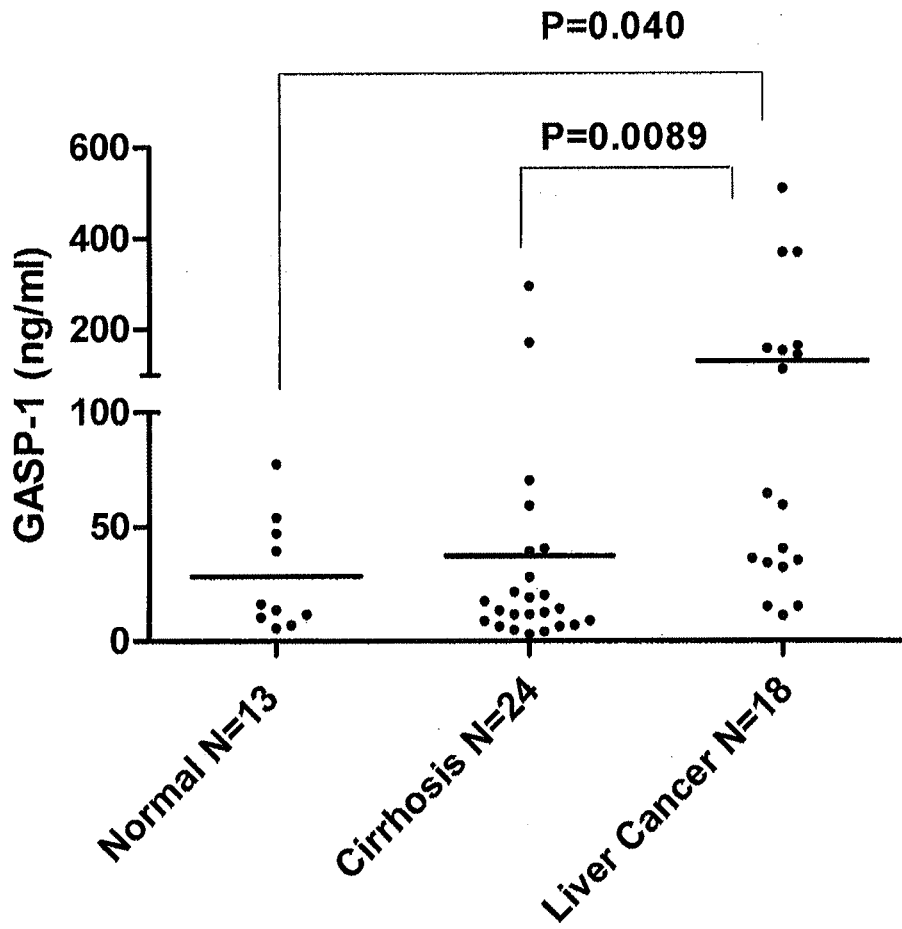 P=0.040
P=0.0089
GASP-1 (ng/ml)
600
400
200
100
50
0
Normal N=13
Cirrhosis N=24
Liver Cancer N=18